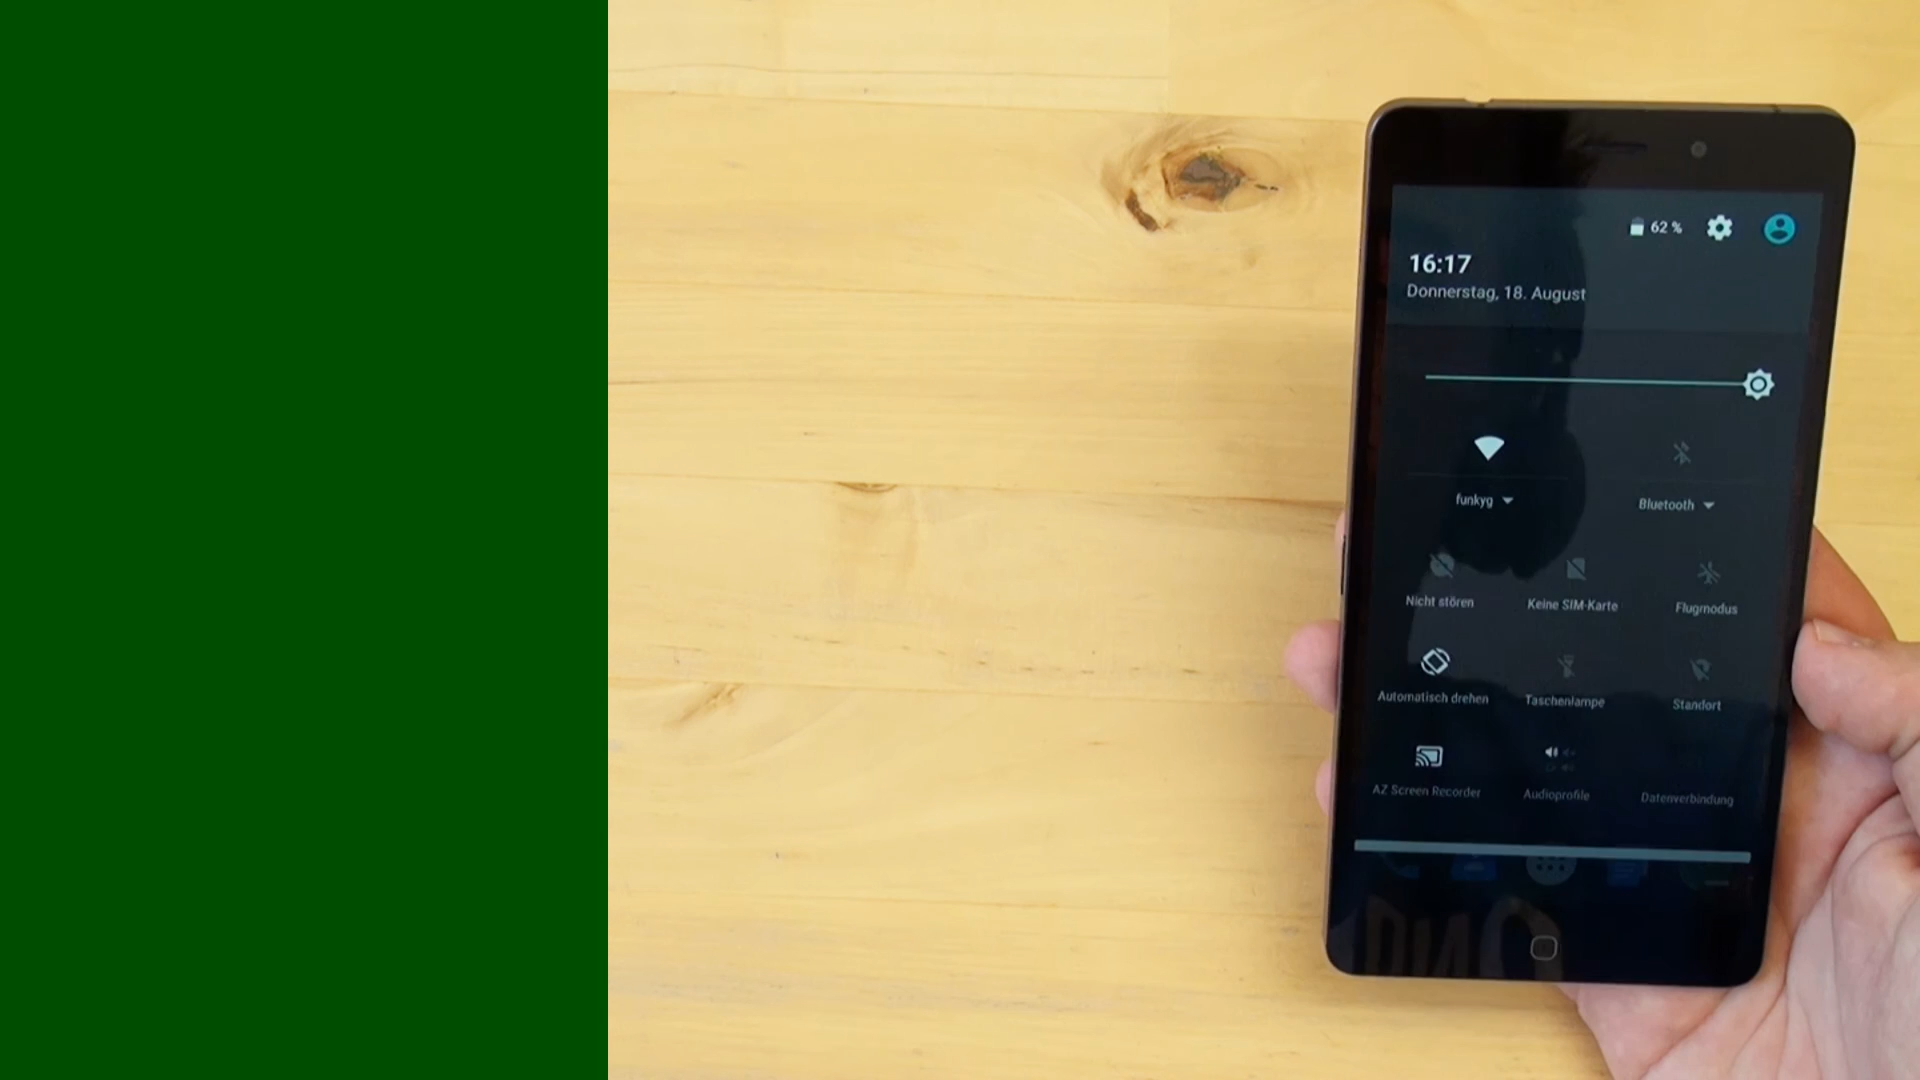 62 %
16:17
Donnerstag, 18. August
funkyg
Bluetooth
Nicht stören
Keine SIM-Karte
Flugmodus
Automatisch drehen
Taschenlampe
Standort
AZ Screen Recorder
Audioprofile
Datenverbindung